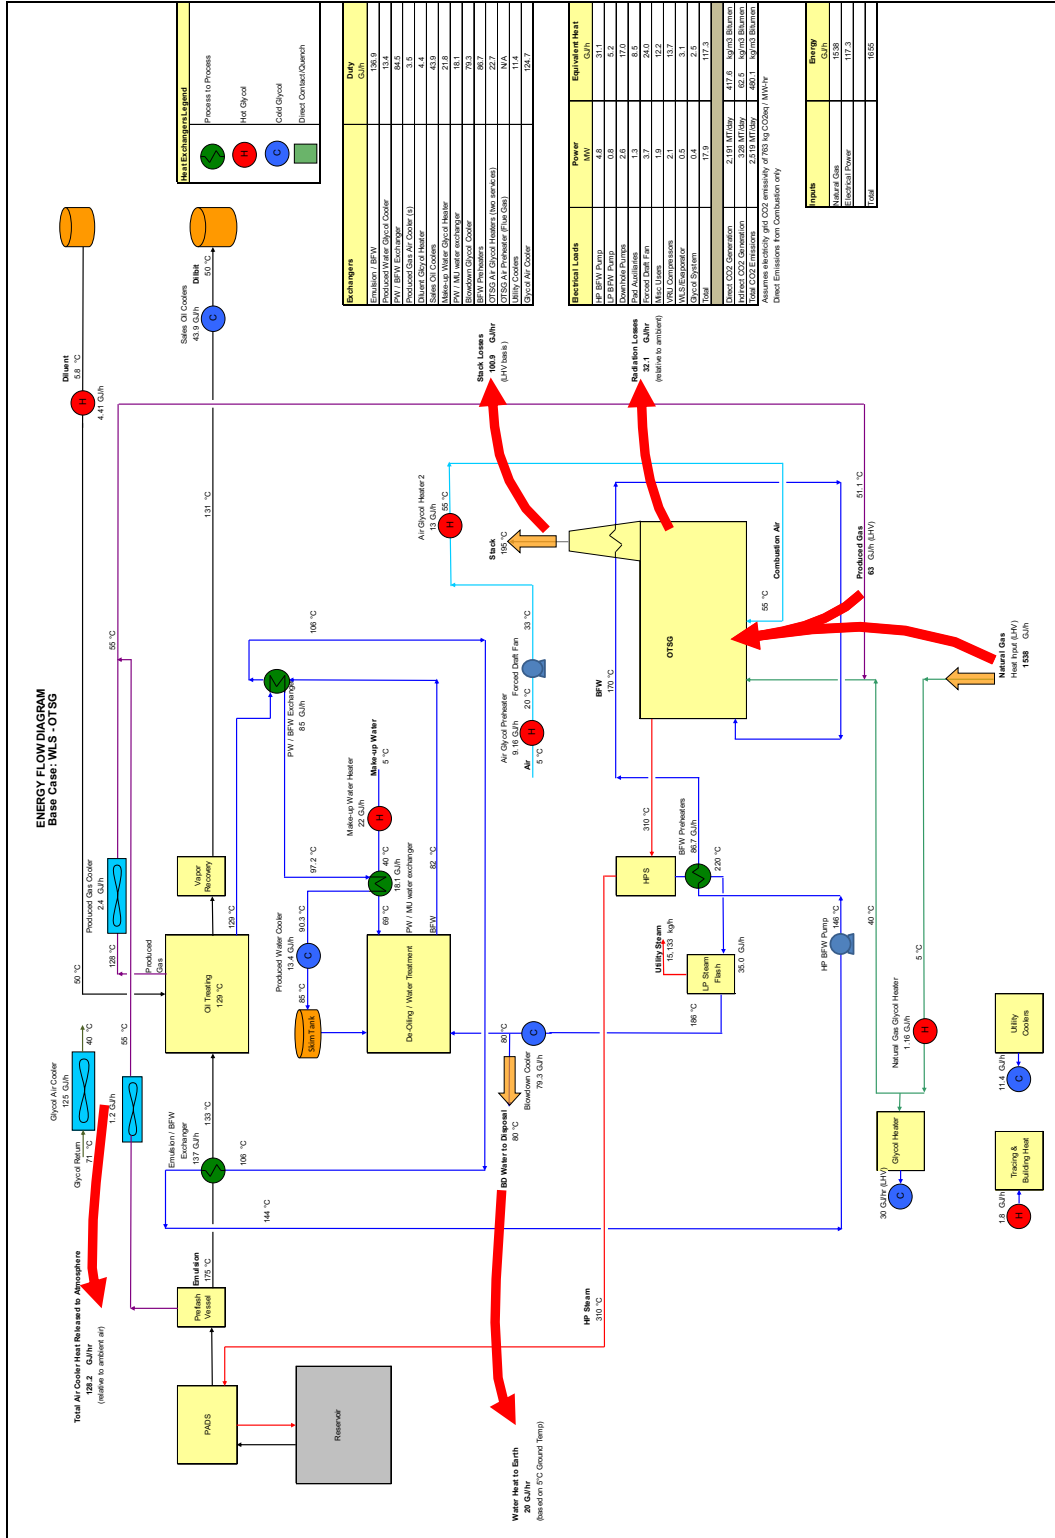 ENERGY FLOW DIAGRAM
Base Case: WLS - OTSG
Total Air Cooler Heat Released to Atmosphere
128.2 GJ/hr
(relative to ambient air)
Glycol Return
71 °C
Glycol Air Cooler
125 GJ/h
40 °C
1.2 GJ/h
55 °C
50 °C
Diluent
5.8 °C
4.41 GJ/h
H
128 °C
Produced Gas Cooler
2.4 GJ/h
55 °C
Produced
Gas
PADS
Reservoir
Preflash
Vessel
Emulsion
175 °C
Emulsion / BFW
Exchanger
137 GJ/h
133 °C
106 °C
144 °C
Oil Treating
129 °C
129 °C
Vapor
Recovery
131 °C
Sales Oil Coolers
43.9 GJ/h
C
Dilbit
50 °C
PW / BFW Exchanger
85 GJ/h
106 °C
97.2 °C
Skim Tank
85 °C
Produced Water Cooler
13.4 GJ/h
C
90.3 °C
Make-up Water Heater
22 GJ/h
H
Make-up Water
5 °C
40 °C
18.1 GJ/h
69 °C
PW / MU water exchanger
De-Oiling / Water Treatment
BFW
82 °C
Water Heat to Earth
20 GJ/hr
(based on 5°C Ground Temp)
BD Water to Disposal
80 °C
80°C
Blowdown Cooler
79.3 GJ/h
C
186 °C
LP Steam
Flash
35.0 GJ/h
Utility Steam
15,133 kg/h
HP Steam
310 °C
HPS
310 °C
BFW Preheaters
86.7 GJ/h
220 °C
HP BFW Pump
146 °C
BFW
170 °C
Air Glycol Preheater
9.16 GJ/h
H
Air
5 °C
20 °C
Forced Draft Fan
33 °C
Air Glycol Heater 2
13 GJ/h
H
55 °C
Stack
195 °C
Stack Losses
100.9 GJ/hr
(LHV basis)
Radiation Losses
32.1 GJ/hr
(relative to ambient)
OTSG
Combustion Air
55 °C
Produced Gas
63 GJ/h (LHV)
51.1 °C
Natural Gas
Heat Input (LHV)
1538 GJ/h
40 °C
5 °C
Natural Gas Glycol Heater
1.16 GJ/h
H
Glycol Heater
30 GJ/hr (LHV)
C
Tracing &
Building Heat
1.8 GJ/h
H
Utility
Coolers
11.4 GJ/h
C
Heat Exchangers Legend
Process to Process
H Hot Glycol
C Cold Glycol
Direct Contact/Quench
Exchangers Duty
GJ/h
Emulsion / BFW 136.9
Produced Water Glycol Cooler 13.4
PW / BFW Exchanger 84.5
Produced Gas Air Cooler (s) 3.5
Diluent Glycol Heater 4.4
Sales Oil Coolers 43.9
Make-up Water Glycol Heater 21.8
PW / MU water exchanger 18.1
Blowdown Glycol Cooler 79.3
BFW Preheaters 86.7
OTSG Air Glycol Heaters (two services) 22.7
OTSG Air Preheater (Flue Gas) N/A
Utility Coolers 11.4
Glycol Air Cooler 124.7
Electrical Loads Power Equivalent Heat
MW GJ/h
HP BFW Pump 4.8 31.1
LP BFW Pump 0.8 5.2
Downhole Pumps 2.6 17.0
Pad Auxiliaries 1.3 8.5
Forced Draft Fan 3.7 24.0
Misc Users 1.9 12.2
VRU Compressors 2.1 13.7
WLS/Evaporator 0.5 3.1
Glycol System 0.4 2.5
Total 17.9 117.3
Direct CO2 Generation 2,191 MT/day 417.6 kg/m3 Bitumen
Indirect CO2 Generation 328 MT/day 62.5 kg/m3 Bitumen
Total CO2 Emissions 2,519 MT/day 480.1 kg/m3 Bitumen
Assumes electricity grid CO2 emissivity of 763 kg CO2eq / MW-hr
Direct Emissions from Combustion only
Inputs Energy
GJ/h
Natural Gas 1538
Electrical Power 117.3
Total 1655